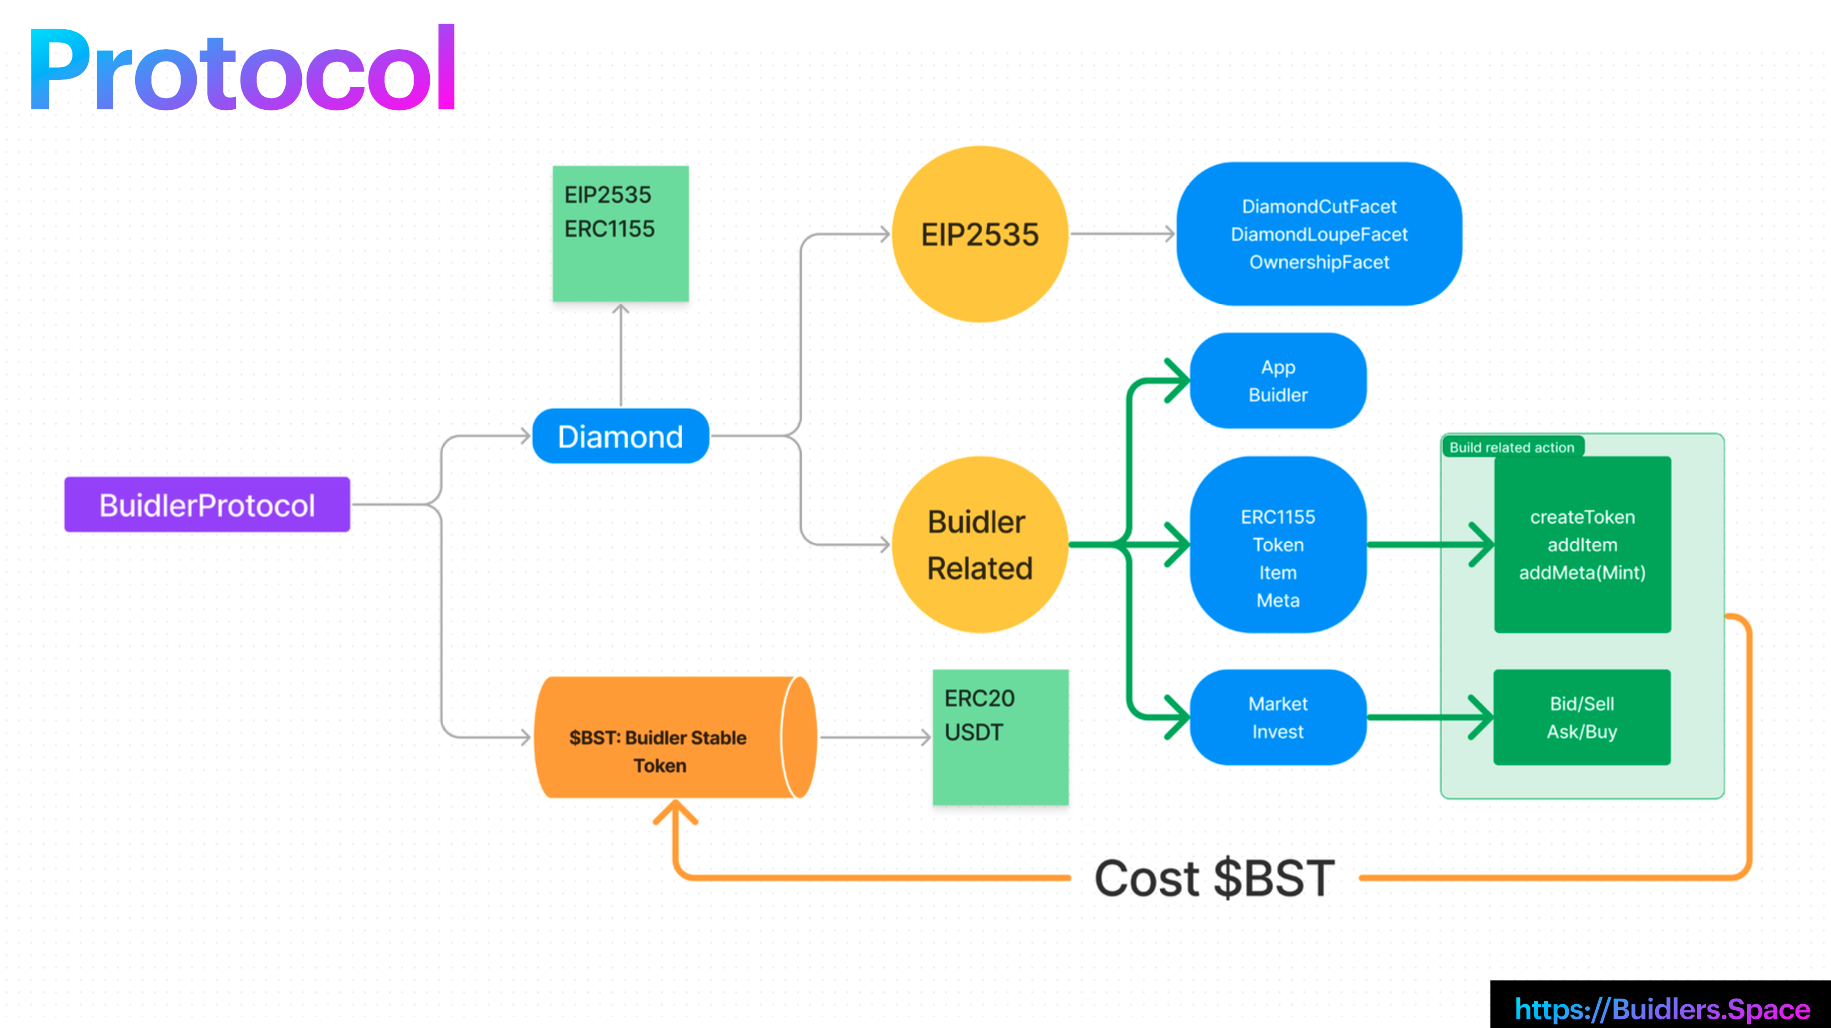 Protocol
EIP2535
ERC1155
EIP2535
DiamondCutFacet
DiamondLoupeFacet
OwnershipFacet
App
Buidler
Diamond
BuidlerProtocol
Buidler
Related
ERC1155
Token
Item
Meta
Build related action
createToken
addItem
addMeta(Mint)
$BST: Buidler Stable
Token
ERC20
USDT
Market
Invest
Bid/Sell
Ask/Buy
Cost $BST
https://Buidlers.Space